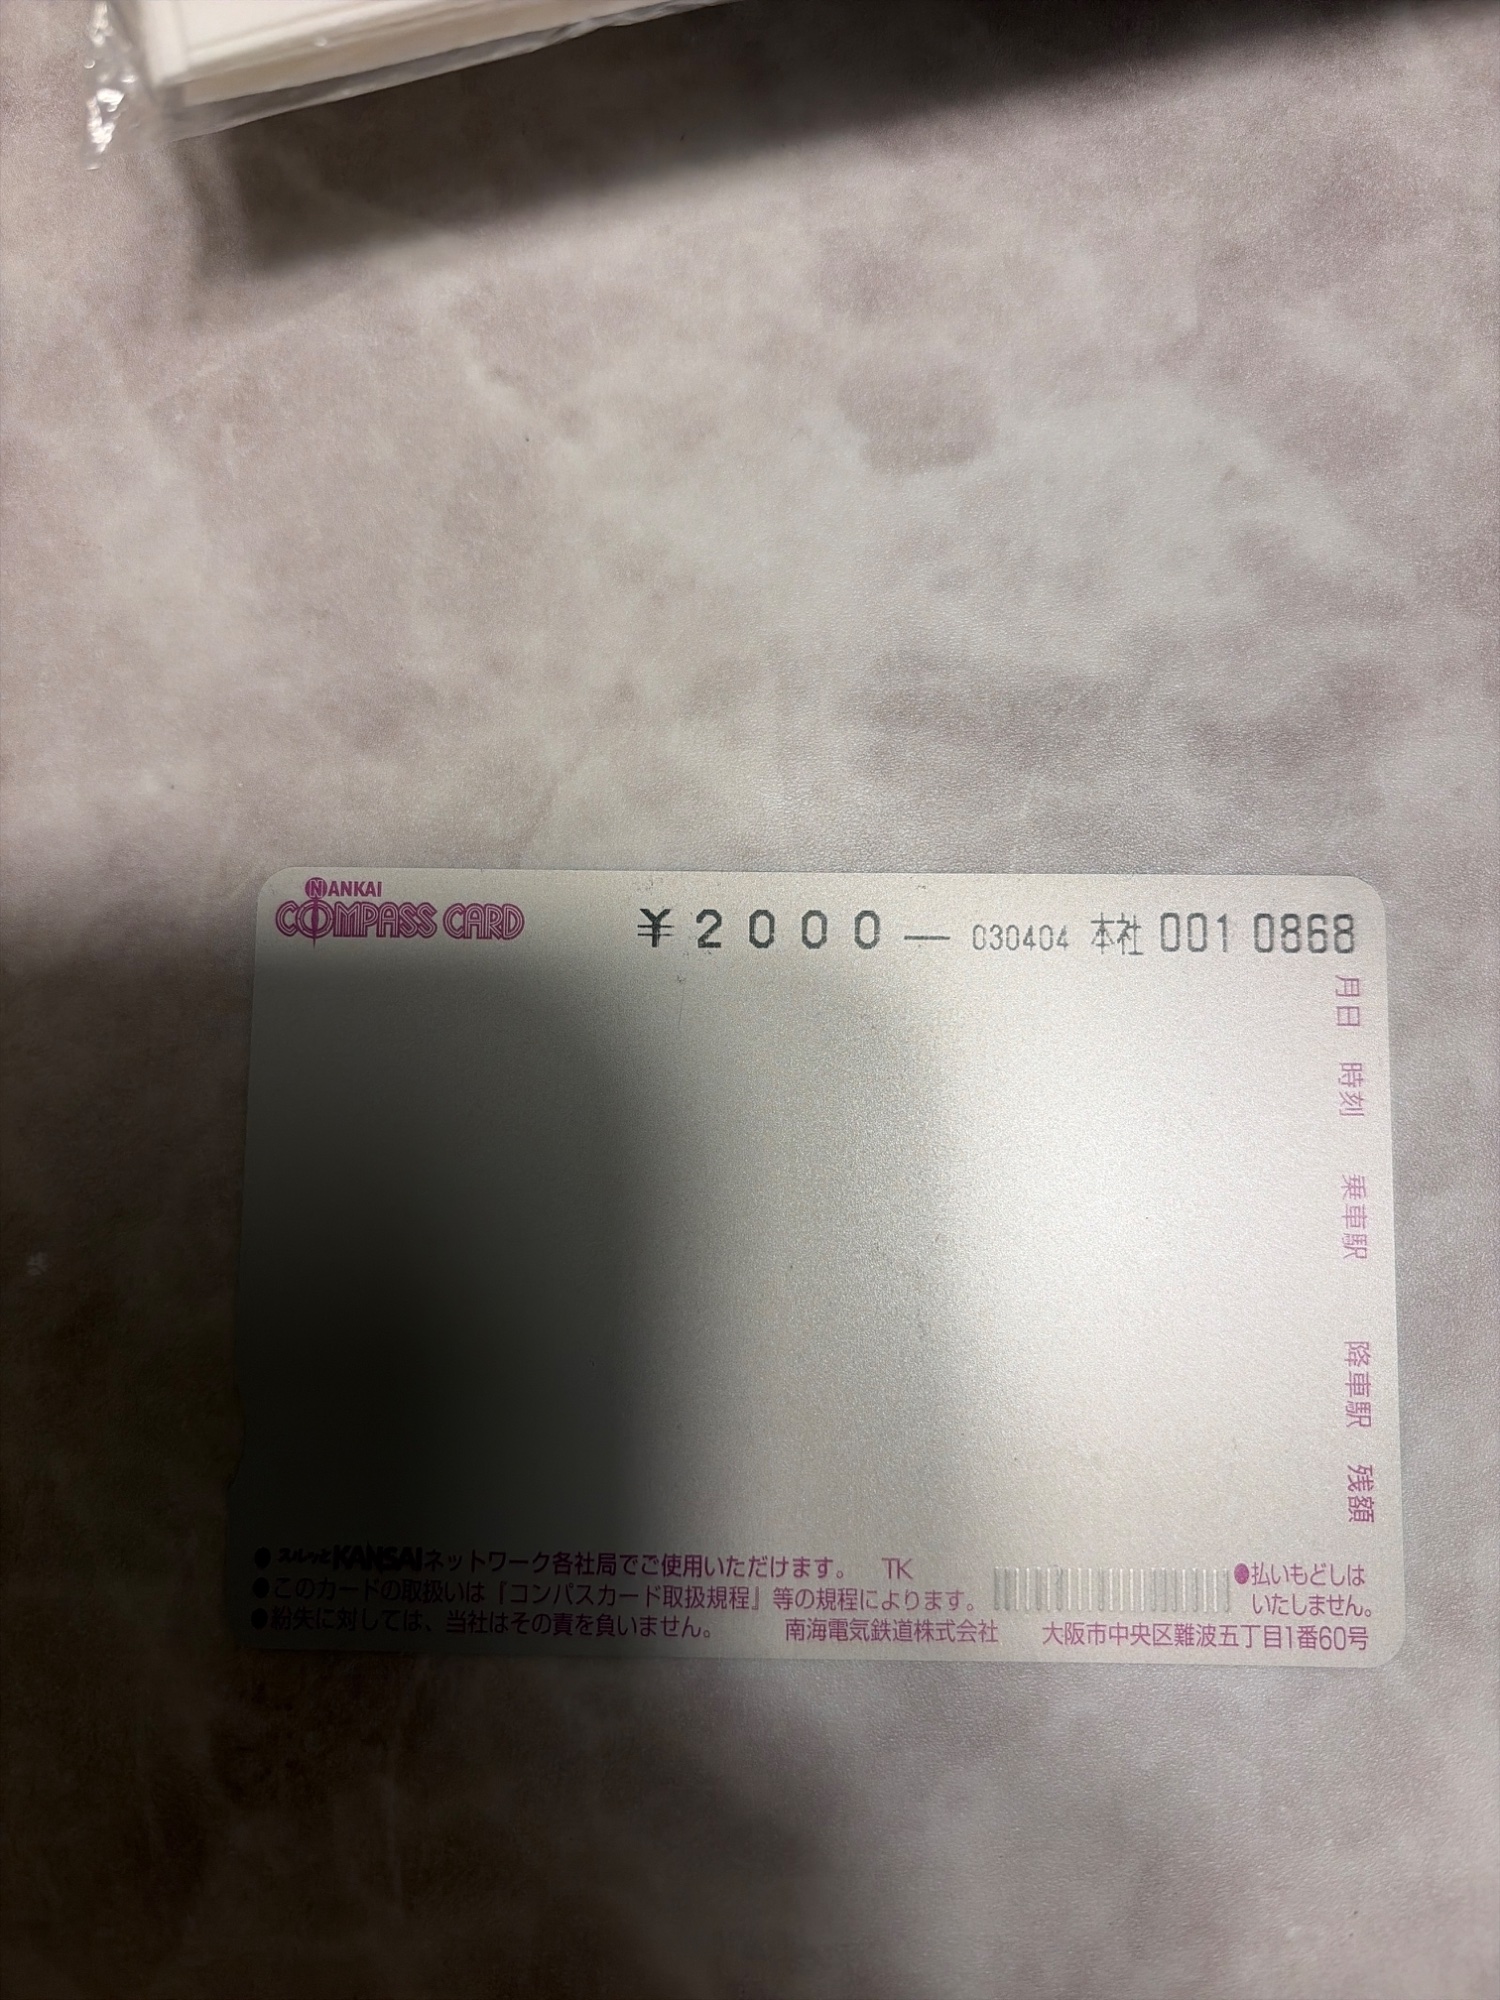 NANKAI
COMPASS CARD
¥2000— 030404 本社 001 0868
月日 時刻 乗車駅 降車駅 残額
●スルッとKANSAIネットワーク各社局でご使用いただけます。 TK
●このカードの取扱いは『コンパスカード取扱規程』等の規程によります。
●紛失に対しては、当社はその責を負いません。
●払いもどしは
いたしません。
南海電気鉄道株式会社 大阪市中央区難波五丁目1番60号